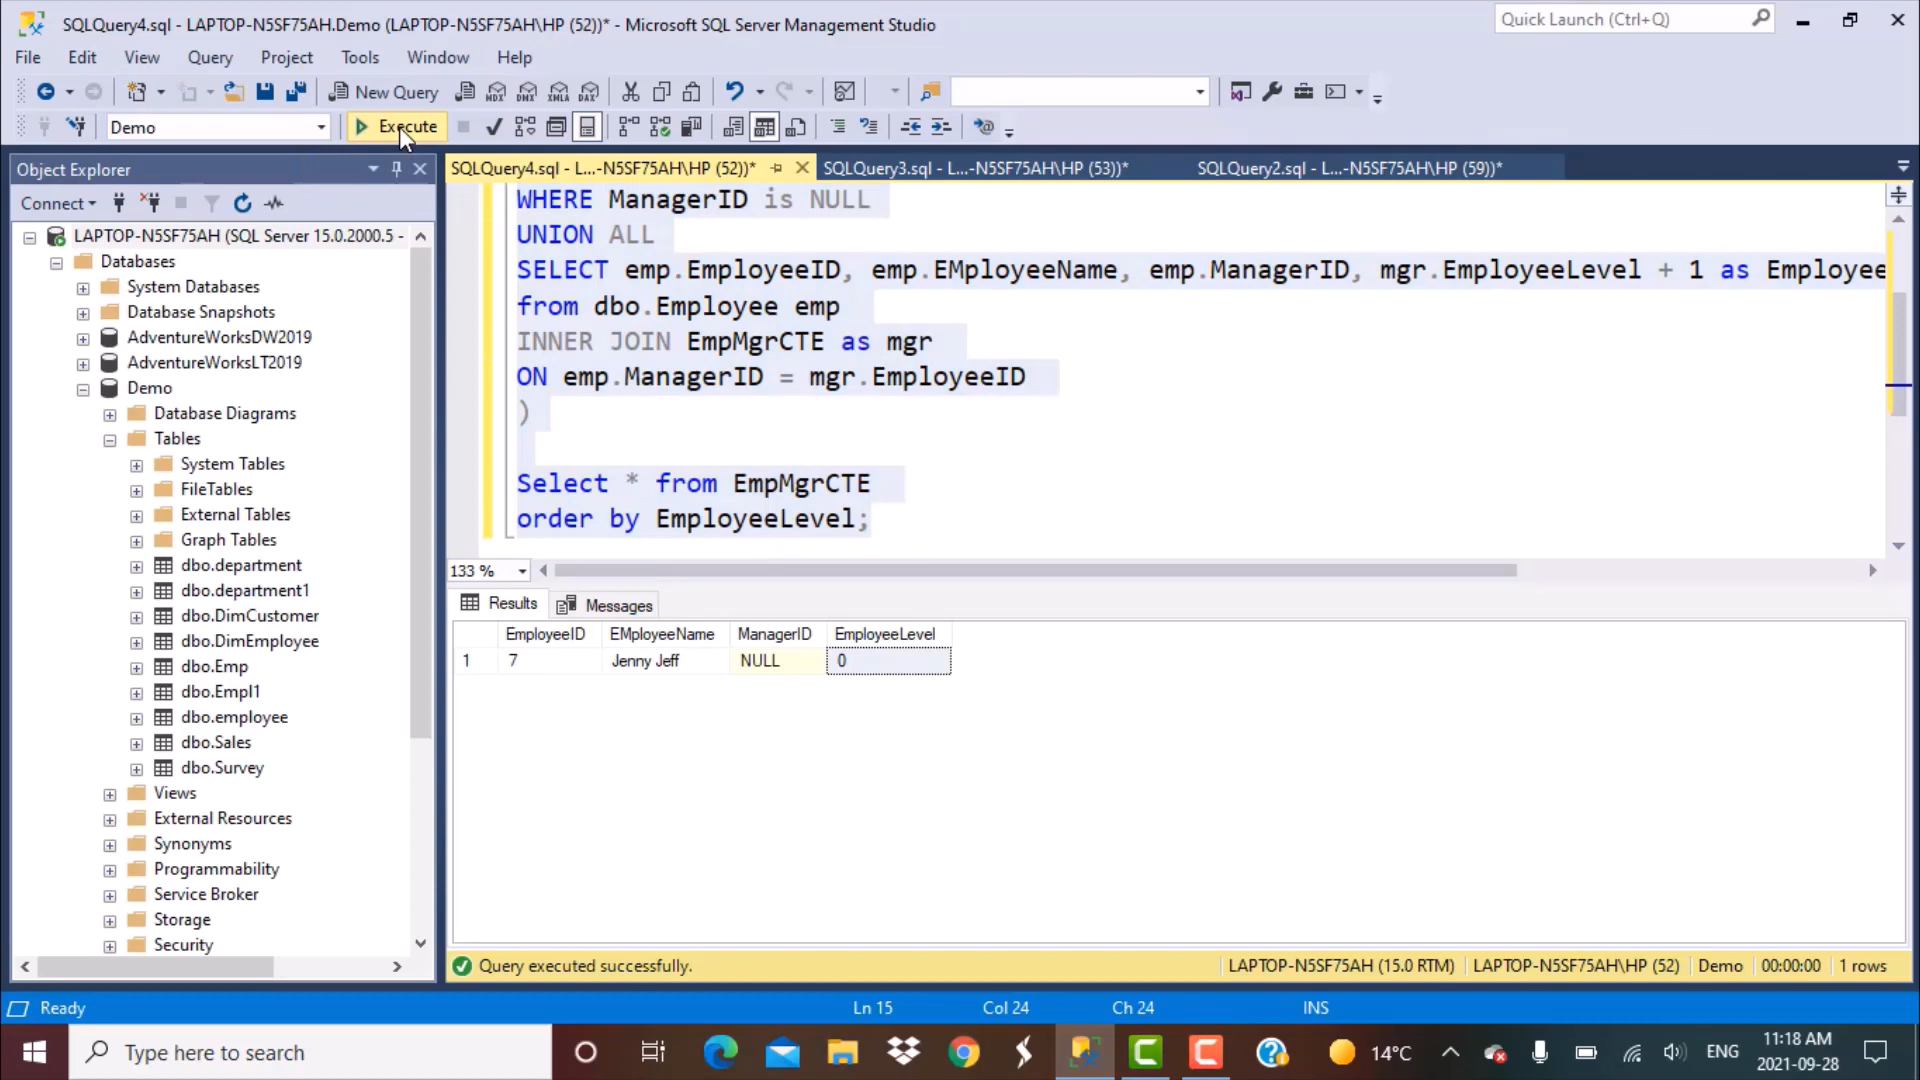 SQLQuery4.sql - LAPTOP-N5SF75AH.Demo (LAPTOP-N5SF75AH\HP (52))* - Microsoft SQL Server Management Studio
Quick Launch (Ctrl+Q)
File Edit View Query Project Tools Window Help
New Query MDX DMX XMLA DAX
Demo Execute
Object Explorer
Connect
LAPTOP-N5SF75AH (SQL Server 15.0.2000.5 -
Databases
System Databases
Database Snapshots
AdventureWorksDW2019
AdventureWorksLT2019
Demo
Database Diagrams
Tables
System Tables
FileTables
External Tables
Graph Tables
dbo.department
dbo.department1
dbo.DimCustomer
dbo.DimEmployee
dbo.Emp
dbo.Empl1
dbo.employee
dbo.Sales
dbo.Survey
Views
External Resources
Synonyms
Programmability
Service Broker
Storage
Security
SQLQuery4.sql - L...-N5SF75AH\HP (52))* SQLQuery3.sql - L...-N5SF75AH\HP (53))* SQLQuery2.sql - L...-N5SF75AH\HP (59))*
WHERE ManagerID is NULL
UNION ALL
SELECT emp.EmployeeID, emp.EMployeeName, emp.ManagerID, mgr.EmployeeLevel + 1 as Employee
from dbo.Employee emp
INNER JOIN EmpMgrCTE as mgr
ON emp.ManagerID = mgr.EmployeeID
)
Select * from EmpMgrCTE
order by EmployeeLevel;
133 %
Results Messages
EmployeeID EMployeeName ManagerID EmployeeLevel
1 7 Jenny Jeff NULL 0
Query executed successfully. LAPTOP-N5SF75AH (15.0 RTM) LAPTOP-N5SF75AH\HP (52) Demo 00:00:00 1 rows
Ready Ln 15 Col 24 Ch 24 INS
Type here to search
14°C ENG 11:18 AM
2021-09-28